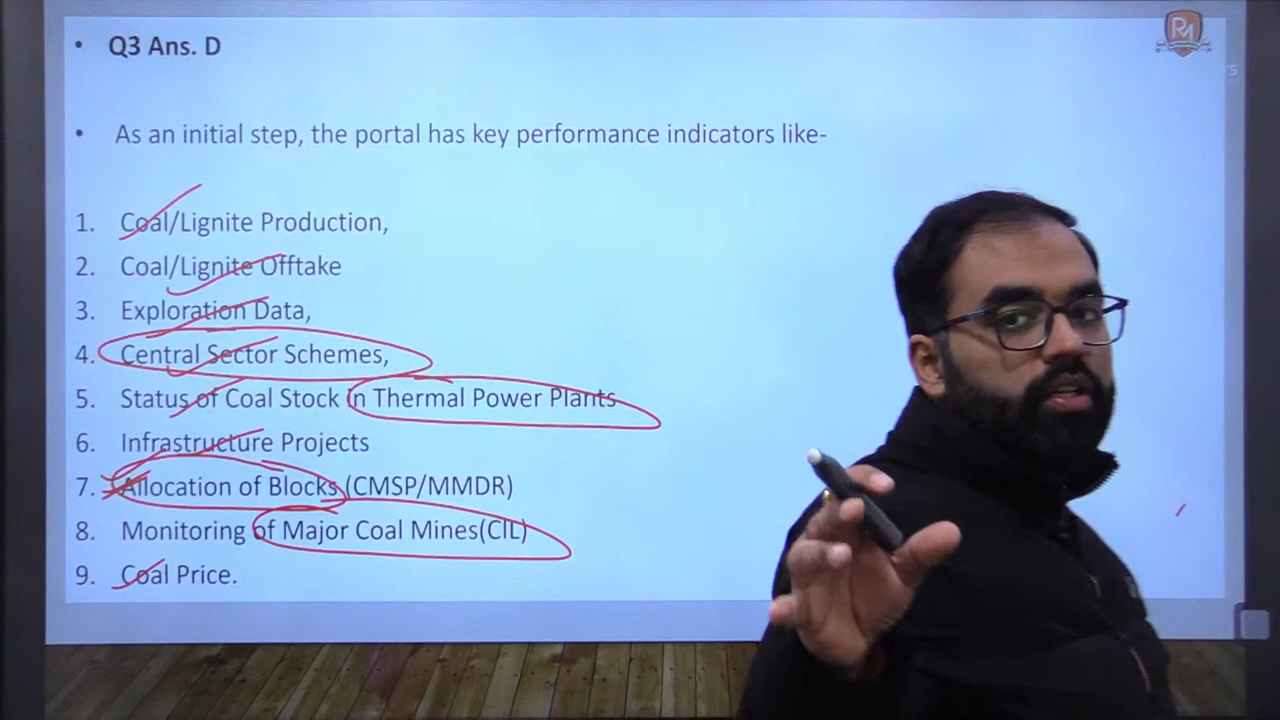 • Q3 Ans. D
• As an initial step, the portal has key performance indicators like-
1. Coal/Lignite Production,
2. Coal/Lignite Offtake
3. Exploration Data,
4. Central Sector Schemes,
5. Status of Coal Stock in Thermal Power Plants
6. Infrastructure Projects
7. Allocation of Blocks (CMSP/MMDR)
8. Monitoring of Major Coal Mines(CIL)
9. Coal Price.